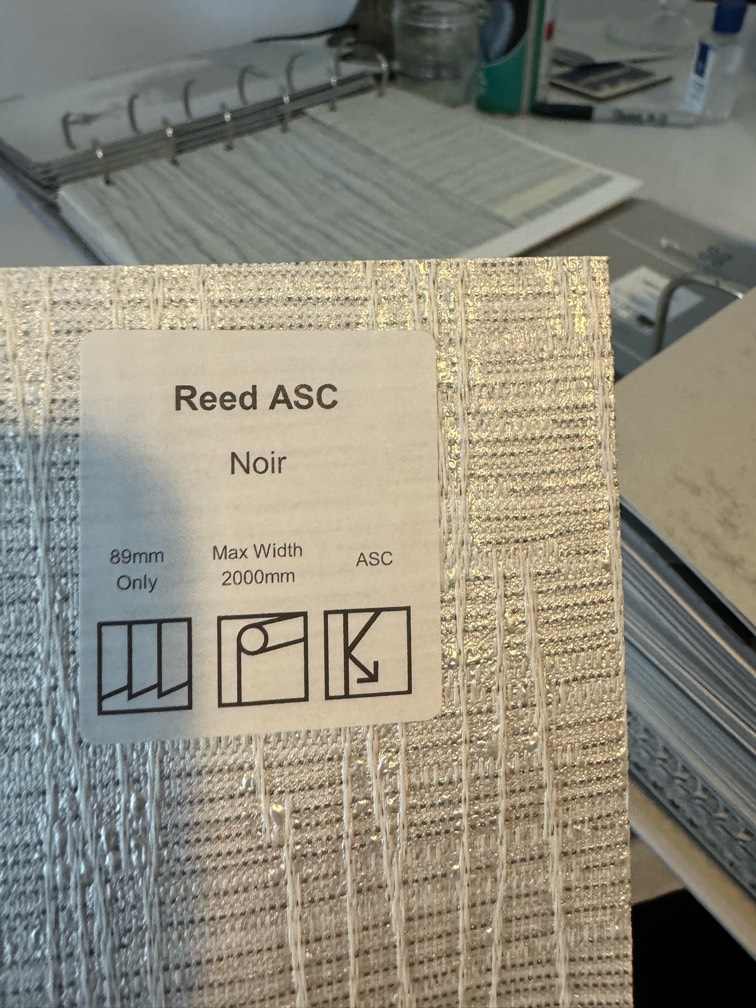 Reed ASC
Noir
89mm
Only
Max Width
2000mm
ASC